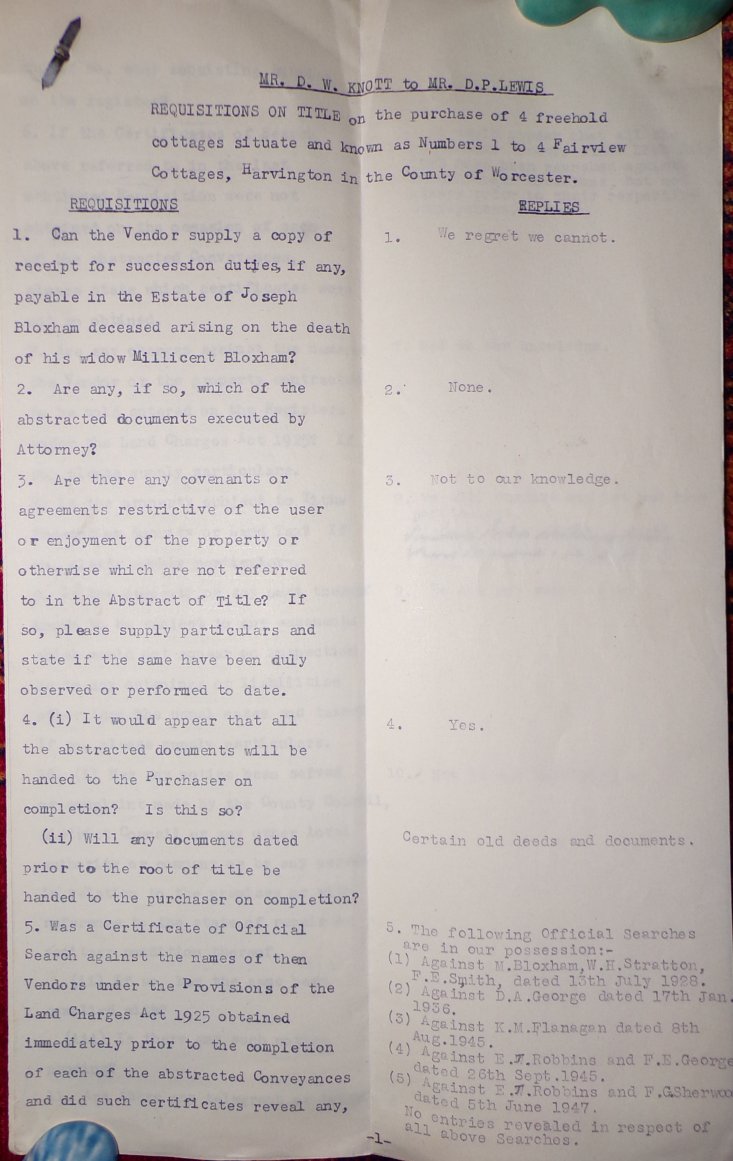 MR. D. W. KNOTT to MR. D.P.LEWIS
REQUISITIONS ON TITLE on the purchase of 4 freehold
cottages situate and known as Numbers 1 to 4 Fairview
Cottages, Harvington in the County of Worcester.
REQUISITIONS
1. Can the Vendor supply a copy of
receipt for succession duties, if any,
payable in the Estate of Joseph
Bloxham deceased arising on the death
of his widow Millicent Bloxham?
2. Are any, if so, which of the
abstracted documents executed by
Attorney?
3. Are there any covenants or
agreements restrictive of the user
or enjoyment of the property or
otherwise which are not referred
to in the Abstract of Title? If
so, please supply particulars and
state if the same have been duly
observed or performed to date.
4. (i) It would appear that all
the abstracted documents will be
handed to the Purchaser on
completion? Is this so?
(ii) Will any documents dated
prior to the root of title be
handed to the purchaser on completion?
5. Was a Certificate of Official
Search against the names of then
Vendors under the Provisions of the
Land Charges Act 1925 obtained
immediately prior to the completion
of each of the abstracted Conveyances
and did such certificates reveal any,
REPLIES
1. We regret we cannot.
2. None.
3. Not to our knowledge.
4. Yes.
Certain old deeds and documents.
5. The following Official Searches
are in our possession:-
(1) Against M.Bloxham,W.H.Stratton,
F.E.Smith, dated 13th July 1928.
(2) Against D.A.George dated 17th Jan.
1936.
(3) Against K.M.Flanagan dated 8th
Aug.1945.
(4) Against E.W.Robbins and F.E.George
dated 26th Sept.1945.
(5) Against E.W.Robbins and F.G.Sherwoo
dated 5th June 1947.
No entries revealed in respect of
all above Searches.
-1-